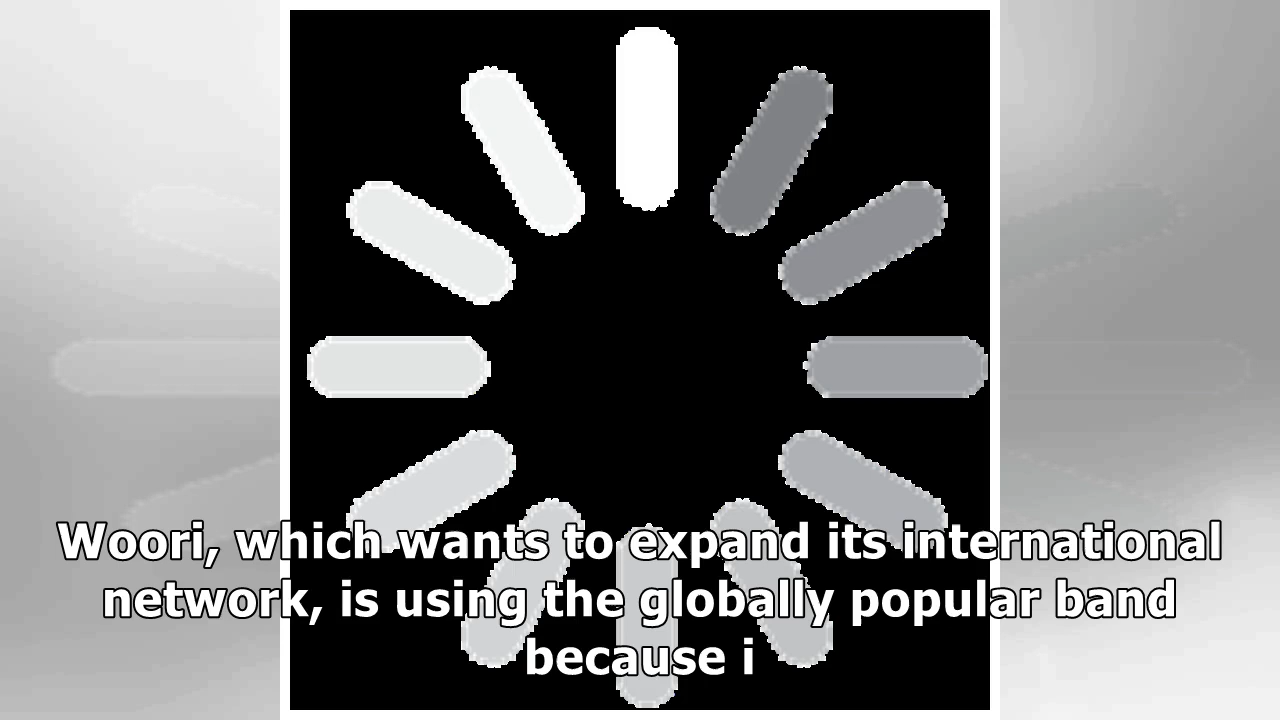 Woori, which wants to expand its international
network, is using the globally popular band
because i